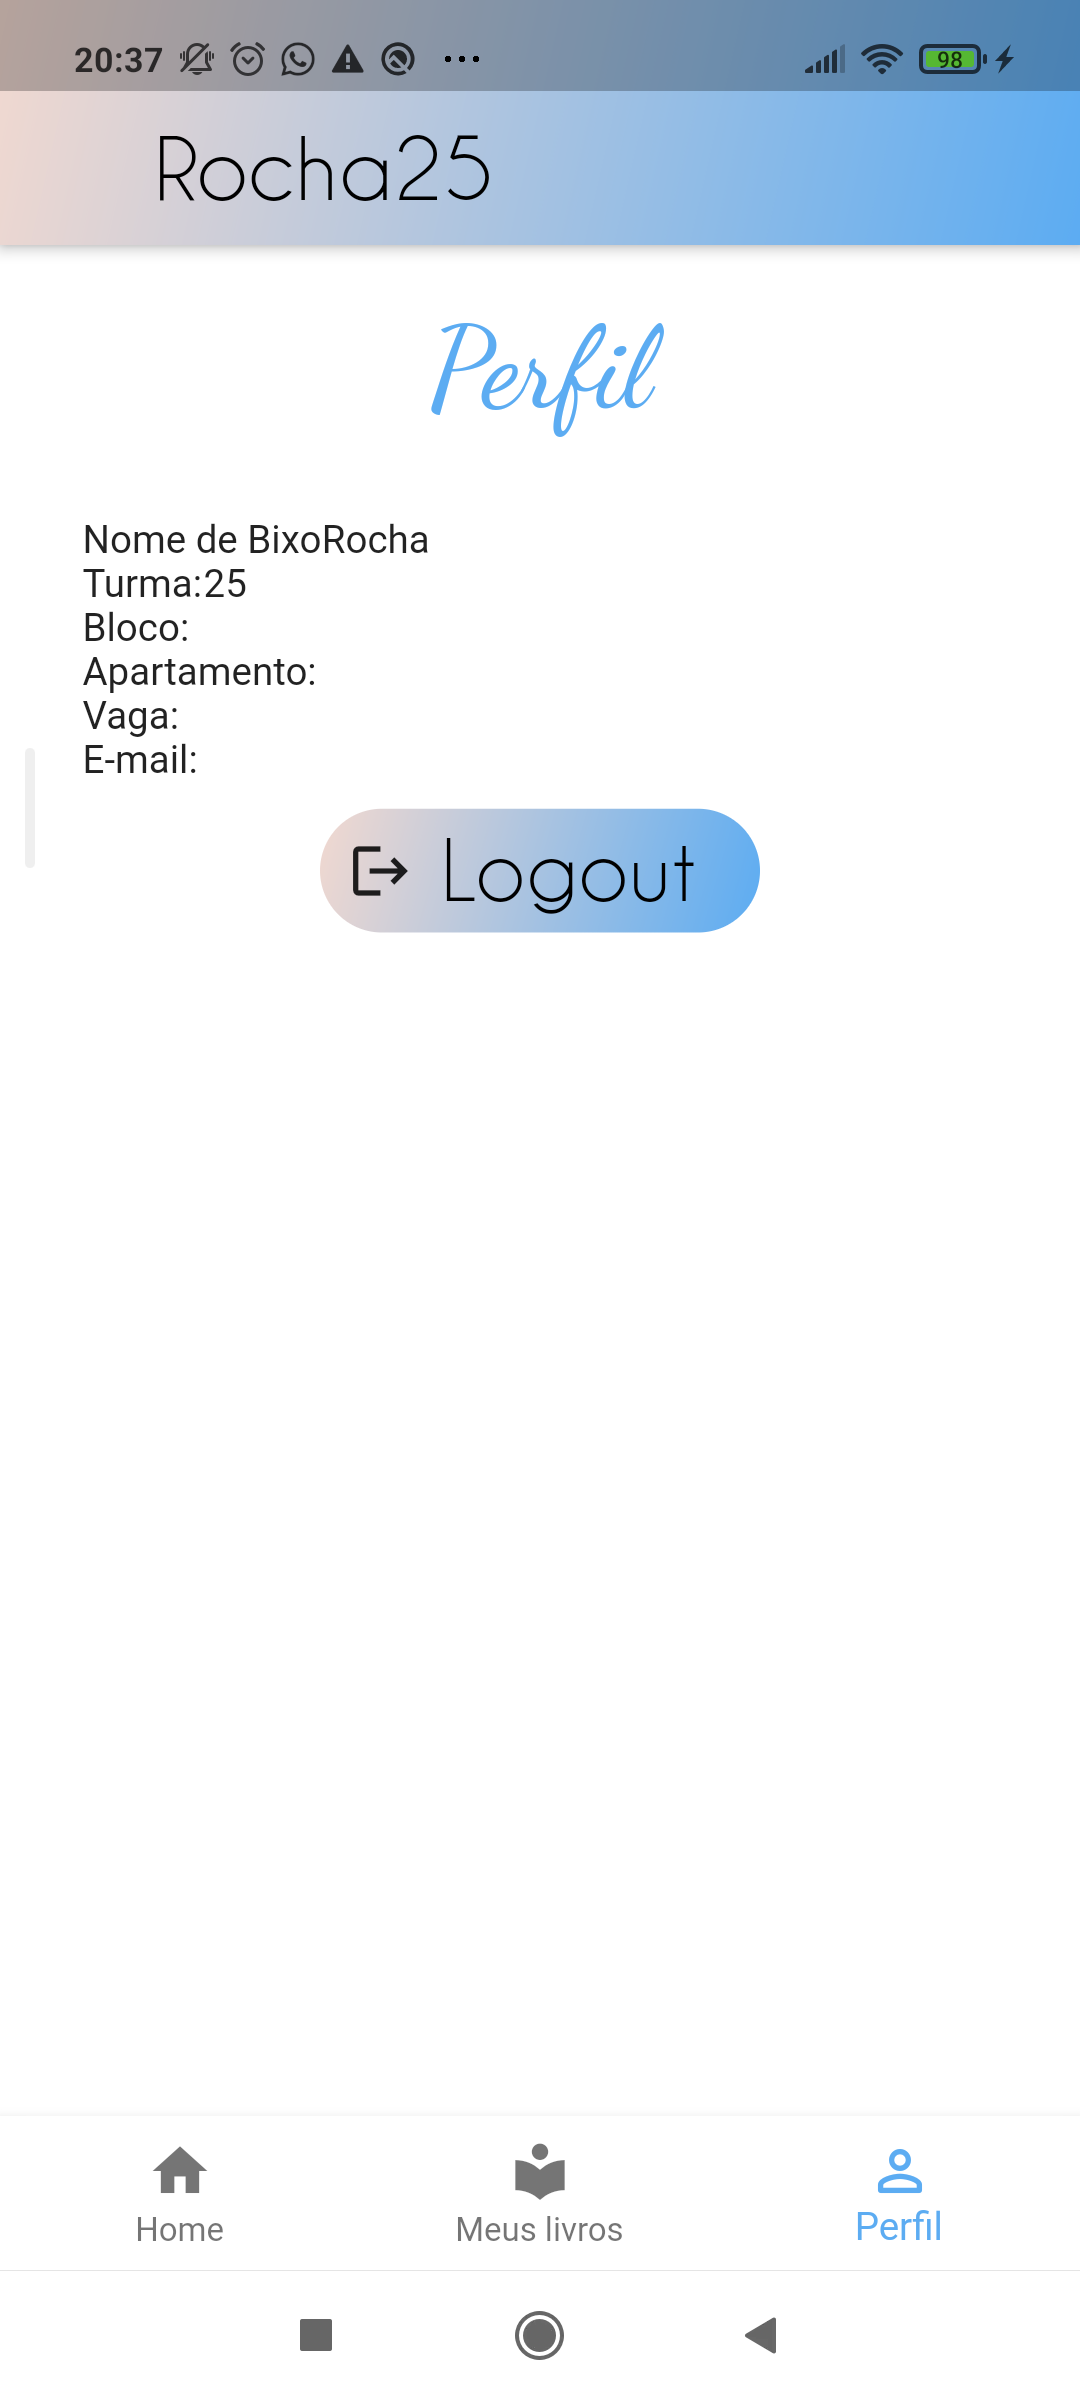 20:37
98
Rocha25
Perfil
Nome de BixoRocha
Turma:25
Bloco:
Apartamento:
Vaga:
E-mail:
Logout
Home
Meus livros
Perfil